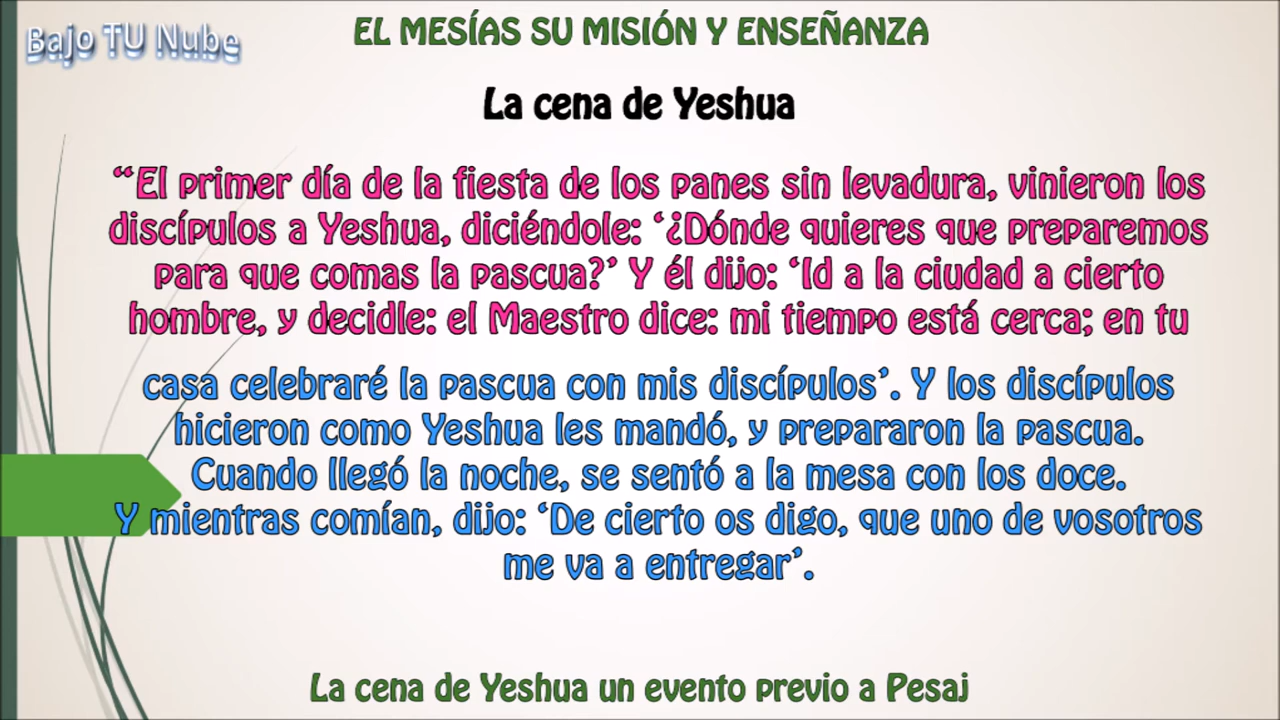 Bajo TU Nube
EL MESÍAS SU MISIÓN Y ENSEÑANZA
La cena de Yeshua
“El primer día de la fiesta de los panes sin levadura, vinieron los
discípulos a Yeshua, diciéndole: ‘¿Dónde quieres que preparemos
para que comas la pascua?’ Y él dijo: ‘Id a la ciudad a cierto
hombre, y decidle: el Maestro dice: mi tiempo está cerca; en tu
casa celebraré la pascua con mis discípulos’. Y los discípulos
hicieron como Yeshua les mandó, y prepararon la pascua.
Cuando llegó la noche, se sentó a la mesa con los doce.
Y mientras comían, dijo: ‘De cierto os digo, que uno de vosotros
me va a entregar’.
La cena de Yeshua un evento previo a Pesaj